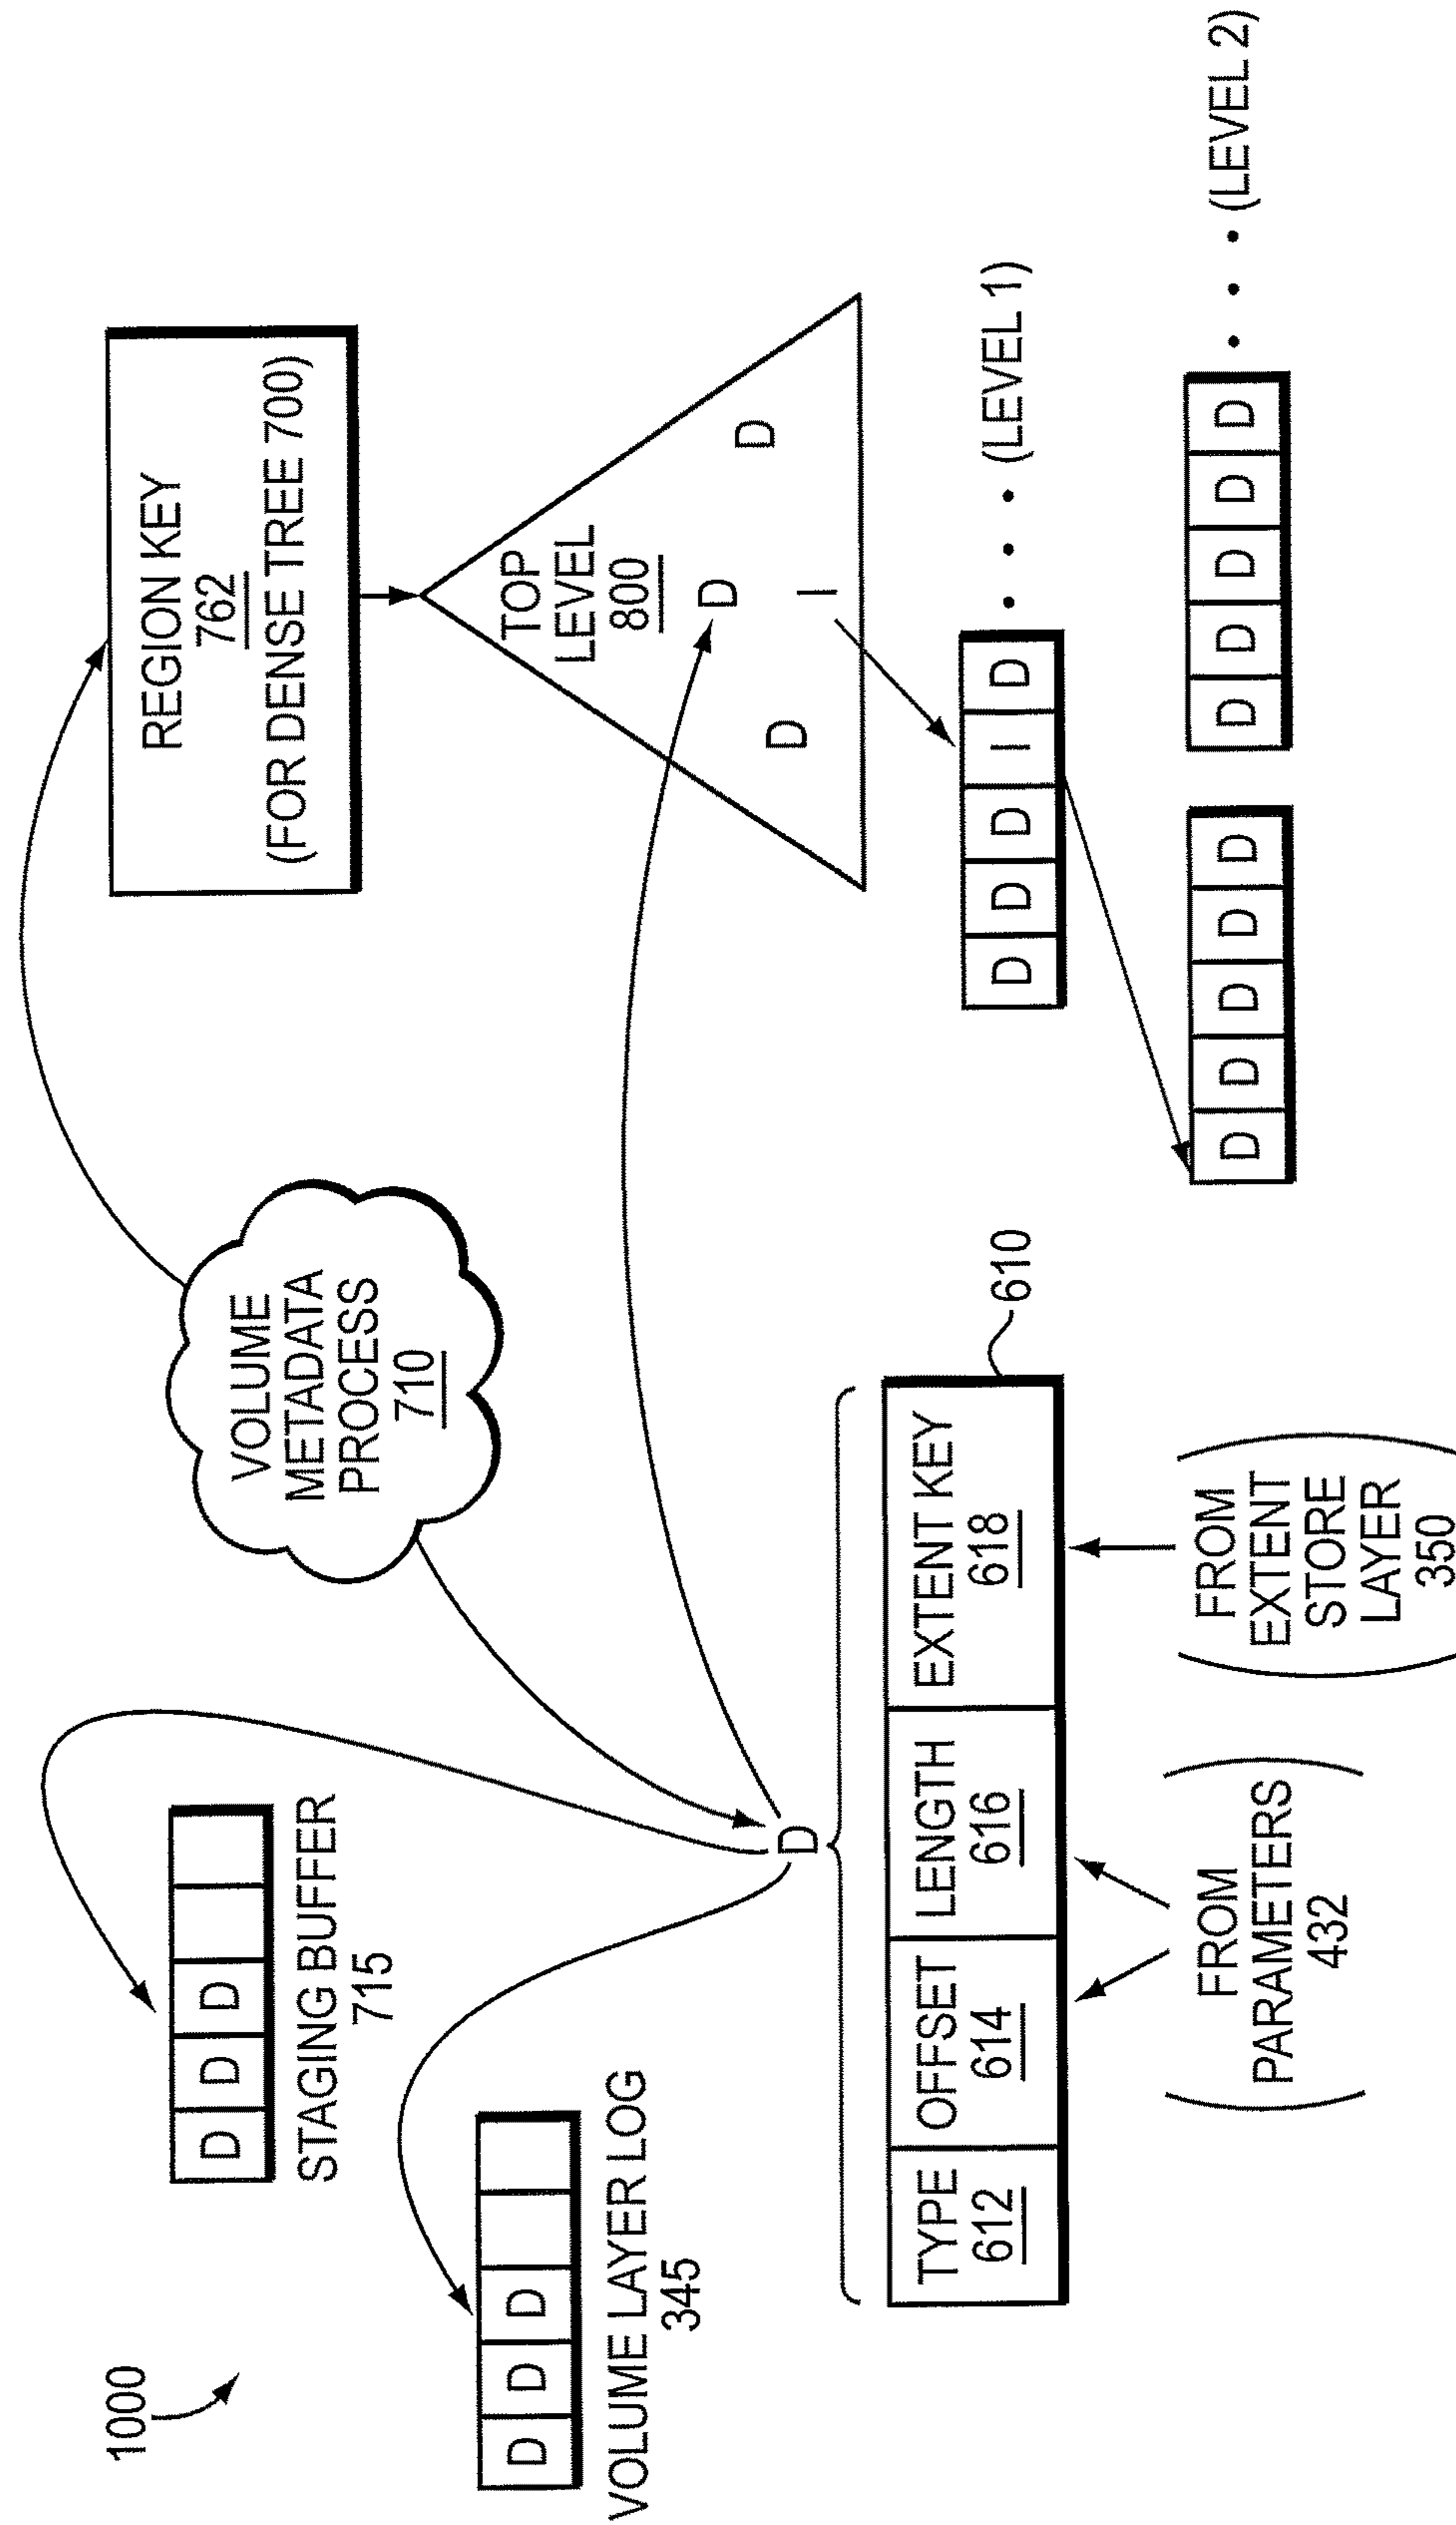 1000
D D D
STAGING BUFFER
715
D D D
VOLUME LAYER LOG
345
VOLUME
METADATA
PROCESS
710
REGION KEY
762
(FOR DENSE TREE 700)
TOP
LEVEL
800
D D D
I
D
TYPE
612
OFFSET
614
LENGTH
616
EXTENT KEY
618
610
FROM
PARAMETERS
432
FROM
EXTENT
STORE
LAYER
350
D D D I D • • • (LEVEL 1)
D D D D D D D D D D • • • (LEVEL 2)